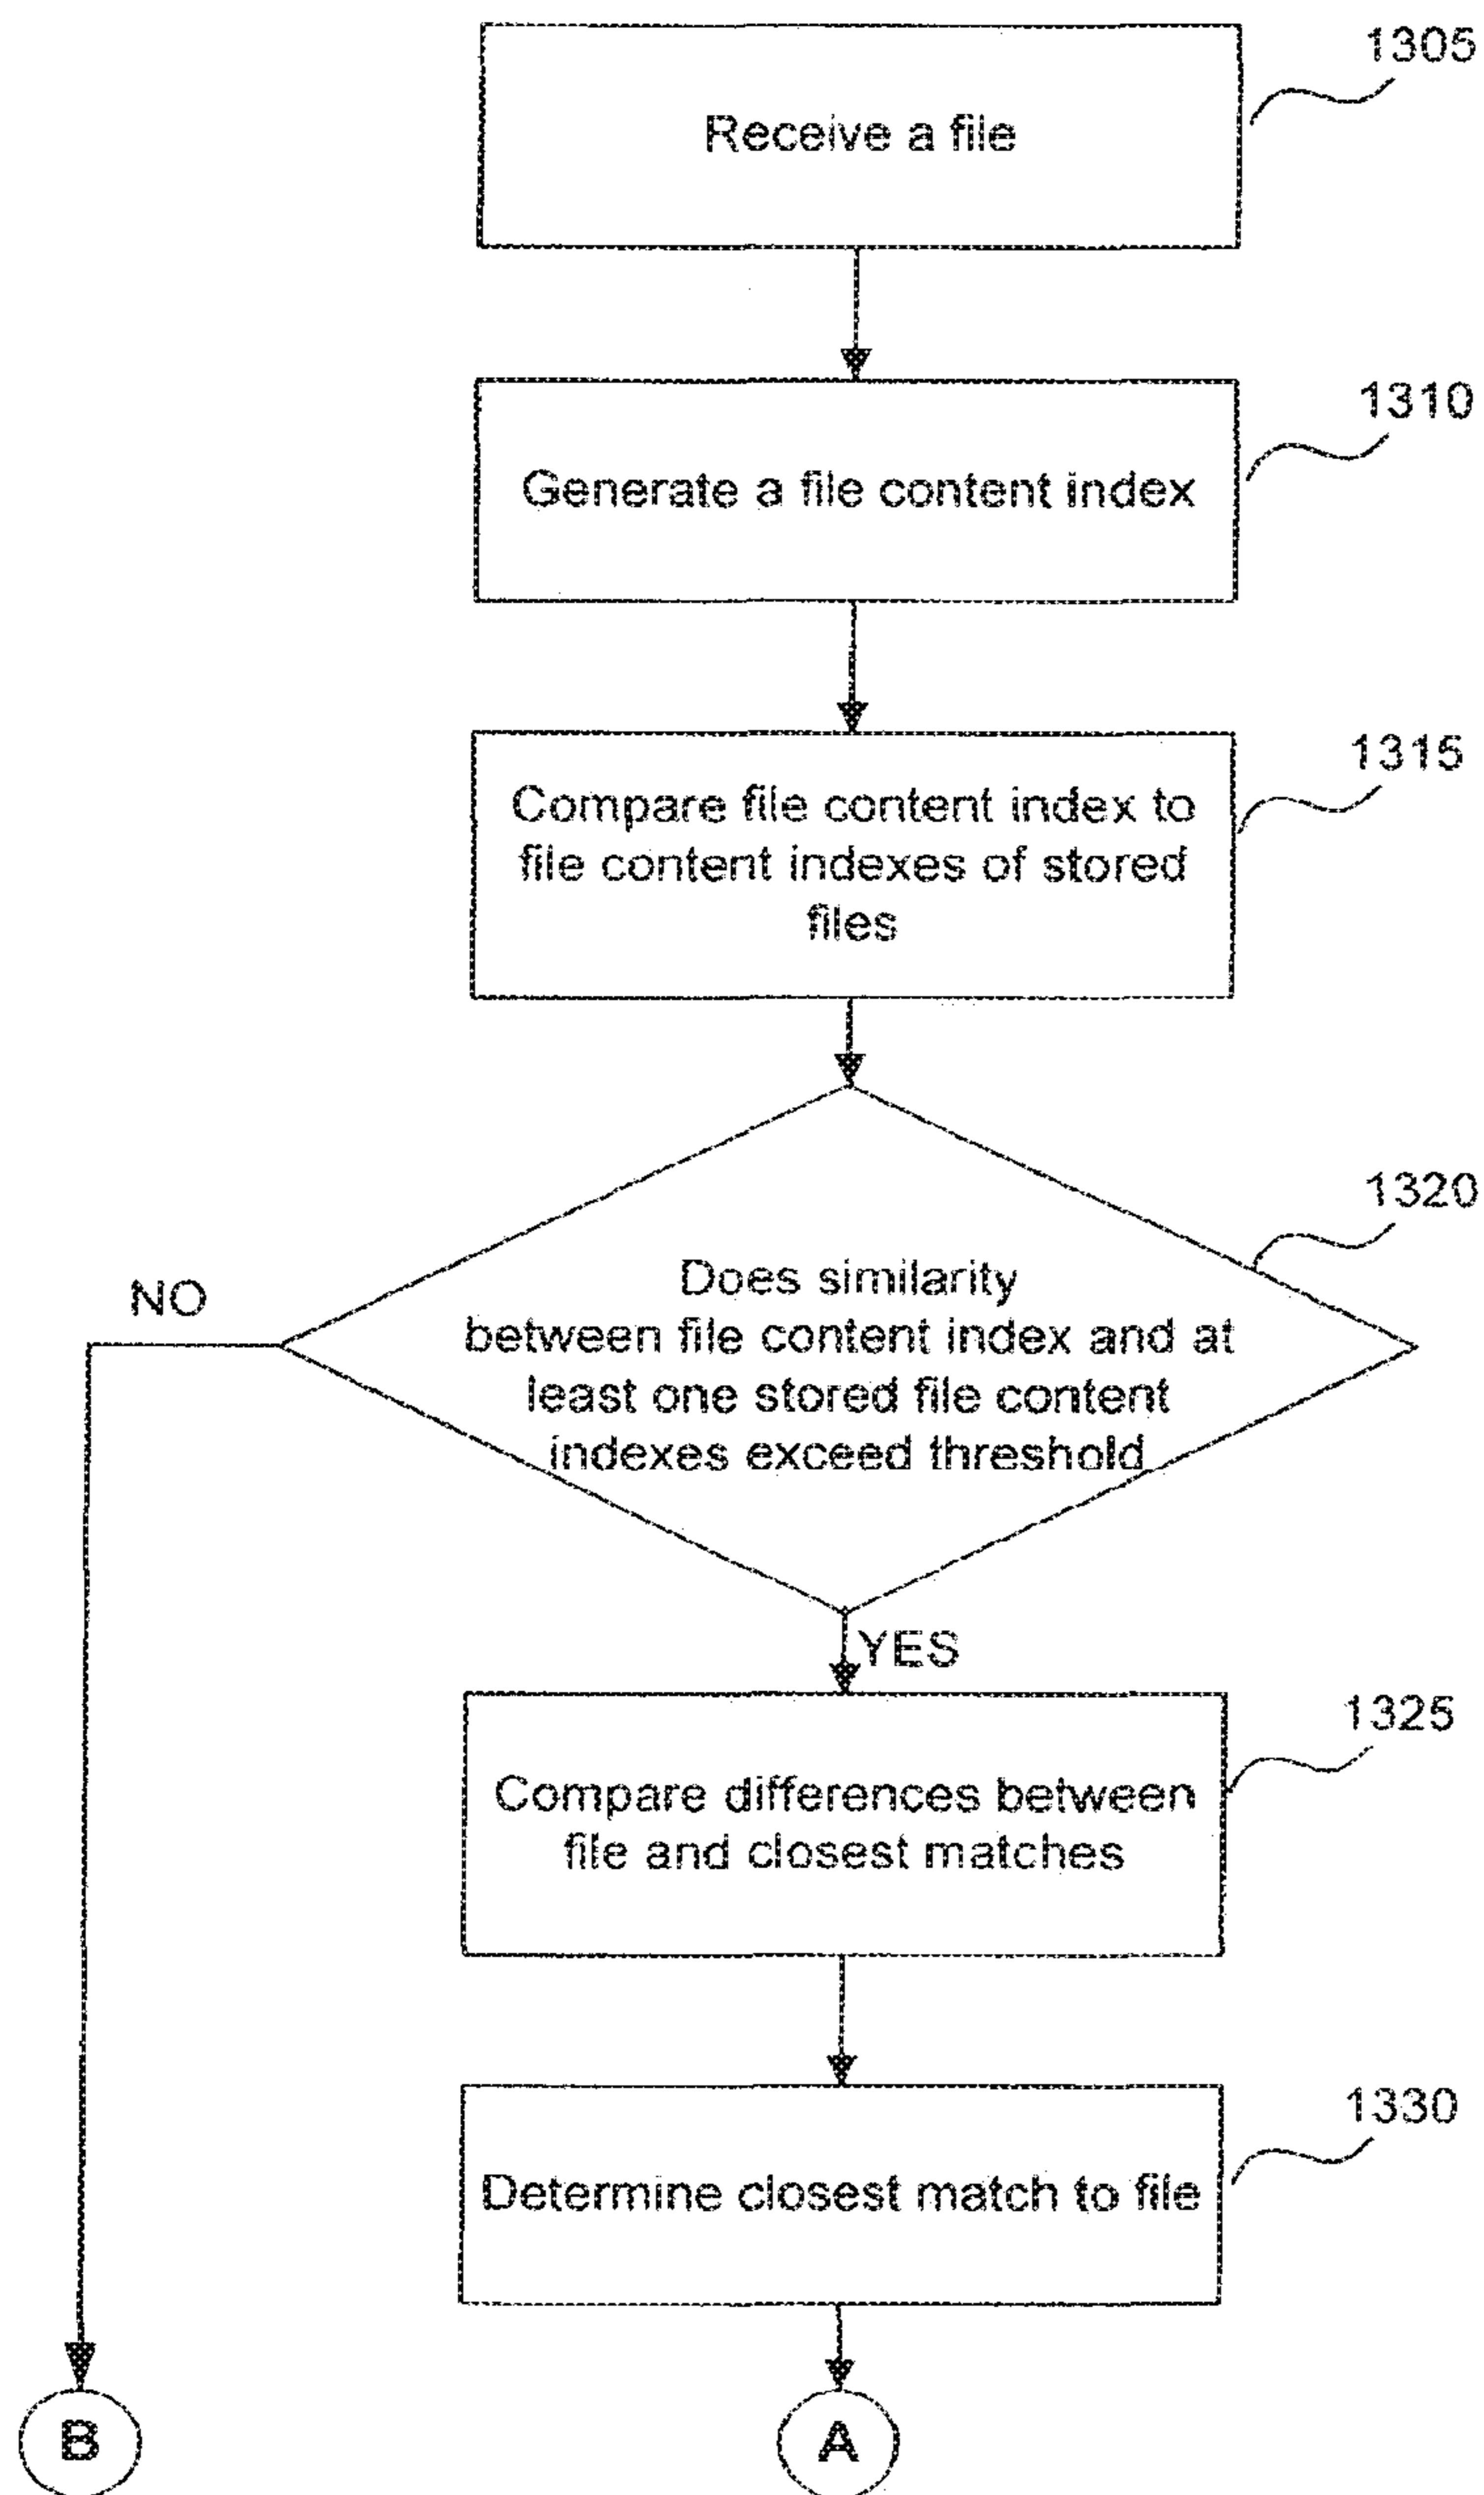 1305
Receive a file
1310
Generate a file content index
1315
Compare file content index to
file content indexes of stored
files
1320
Does similarity
between file content index and at
least one stored file content
indexes exceed threshold
NO
YES
1325
Compare differences between
file and closest matches
1330
Determine closest match to file
B
A